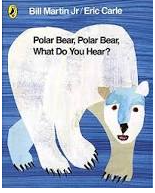 Bill Martin Jr / Eric Carle
Polar Bear, Polar Bear,
What Do You Hear?